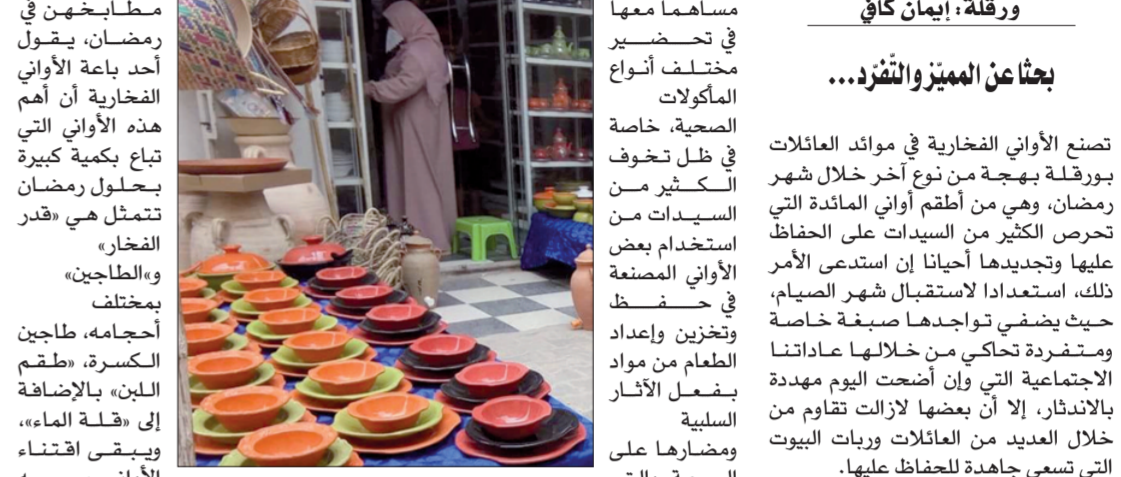 ورقلة: إيمان كافي
بحثا عن المميّز والتّفرّد...
تصنع الأواني الفخارية في موائد العائلات
بورقلة بهجة من نوع آخر خلال شهر
رمضان، وهي من أطقم أواني المائدة التي
تحرص الكثير من السيدات على الحفاظ
عليها وتجديدها أحيانا إن استدعى الأمر
ذلك، استعدادا لاستقبال شهر الصيام،
حيث يضفي تواجدها صبغة خاصة
ومتفردة تحاكي من خلالها عاداتنا
الاجتماعية التي وإن أضحت اليوم مهددة
بالاندثار، إلا أن بعضها لازالت تقاوم من
خلال العديد من العائلات وربات البيوت
التي تسعى جاهدة للحفاظ عليها.
مساهما معها
في تحضير
مختلف أنواع
المأكولات
الصحية، خاصة
في ظل تخوف
الكثير من
السيدات من
استخدام بعض
الأواني المصنعة
في حفظ
وتخزين وإعداد
الطعام من مواد
بفعل الآثار
السلبية
ومضارها على
مطابخهن في
رمضان، يقول
أحد باعة الأواني
الفخارية أن أهم
هذه الأواني التي
تباع بكمية كبيرة
بحلول رمضان
تتمثل هي «قدر
الفخار»
و»الطاجين»
بمختلف
أحجامه، طاجين
الكسرة، «طقم
اللبن» بالإضافة
إلى «قلة الماء»،
ويبقى اقتناء